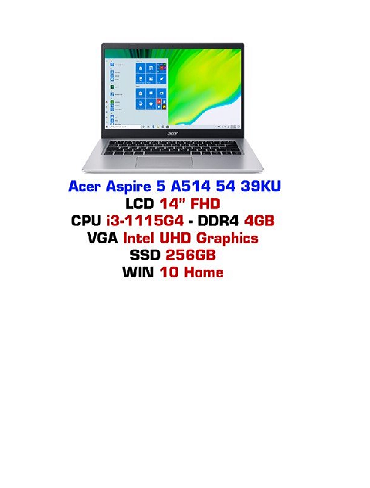 acer
Acer Aspire 5 A514 54 39KU
LCD 14" FHD
CPU i3-1115G4 - DDR4 4GB
VGA Intel UHD Graphics
SSD 256GB
WIN 10 Home